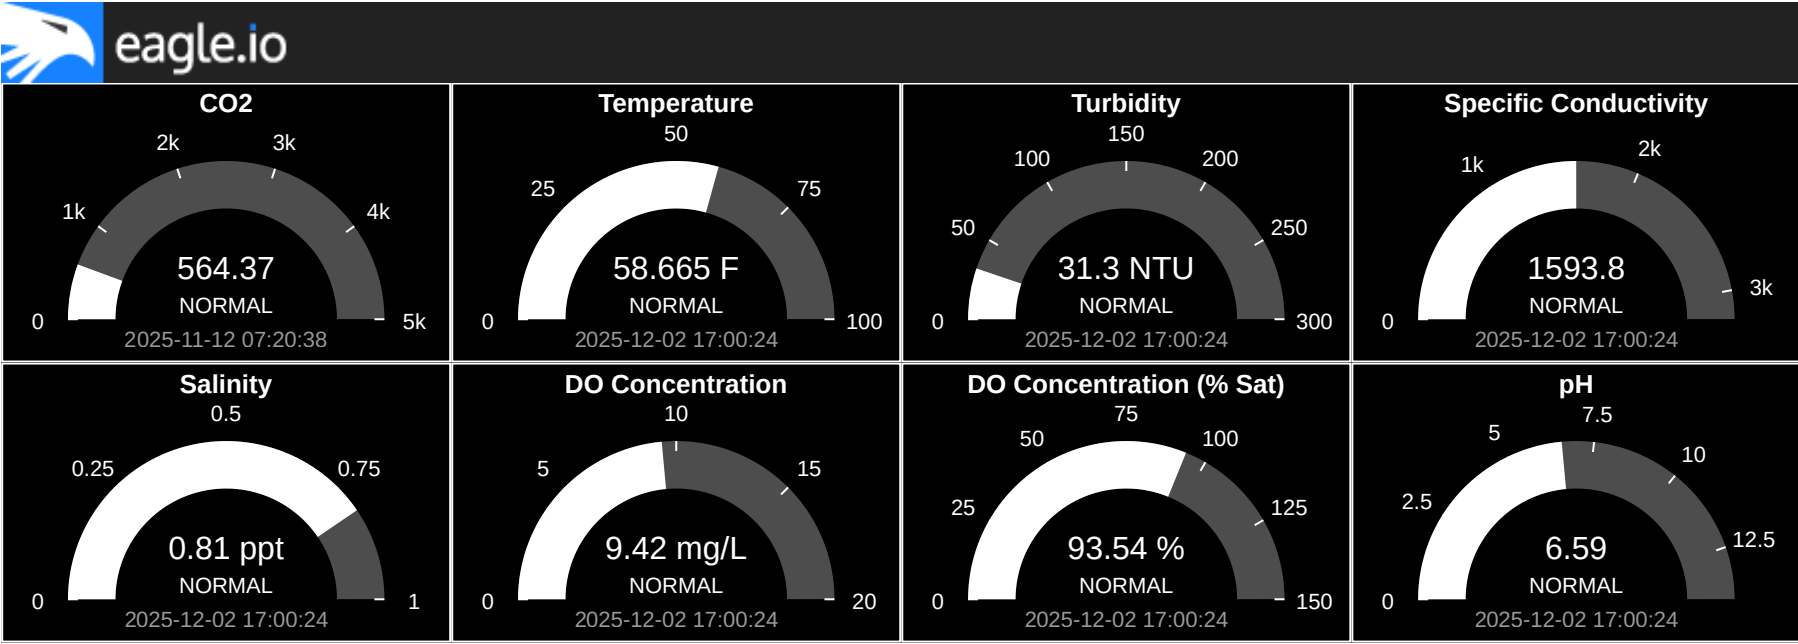 eagle.io
CO2
2k
3k
1k
4k
564.37
NORMAL
0
5k
2025-11-12 07:20:38
Temperature
50
25
75
58.665 F
NORMAL
0
100
2025-12-02 17:00:24
Turbidity
150
100
200
50
250
31.3 NTU
NORMAL
0
300
2025-12-02 17:00:24
Specific Conductivity
2k
1k
1593.8
3k
NORMAL
0
2025-12-02 17:00:24
Salinity
0.5
0.25
0.75
0.81 ppt
NORMAL
0
1
2025-12-02 17:00:24
DO Concentration
10
5
15
9.42 mg/L
NORMAL
0
20
2025-12-02 17:00:24
DO Concentration (% Sat)
75
50
100
25
125
93.54 %
NORMAL
0
150
2025-12-02 17:00:24
pH
7.5
5
10
2.5
12.5
6.59
NORMAL
0
2025-12-02 17:00:24